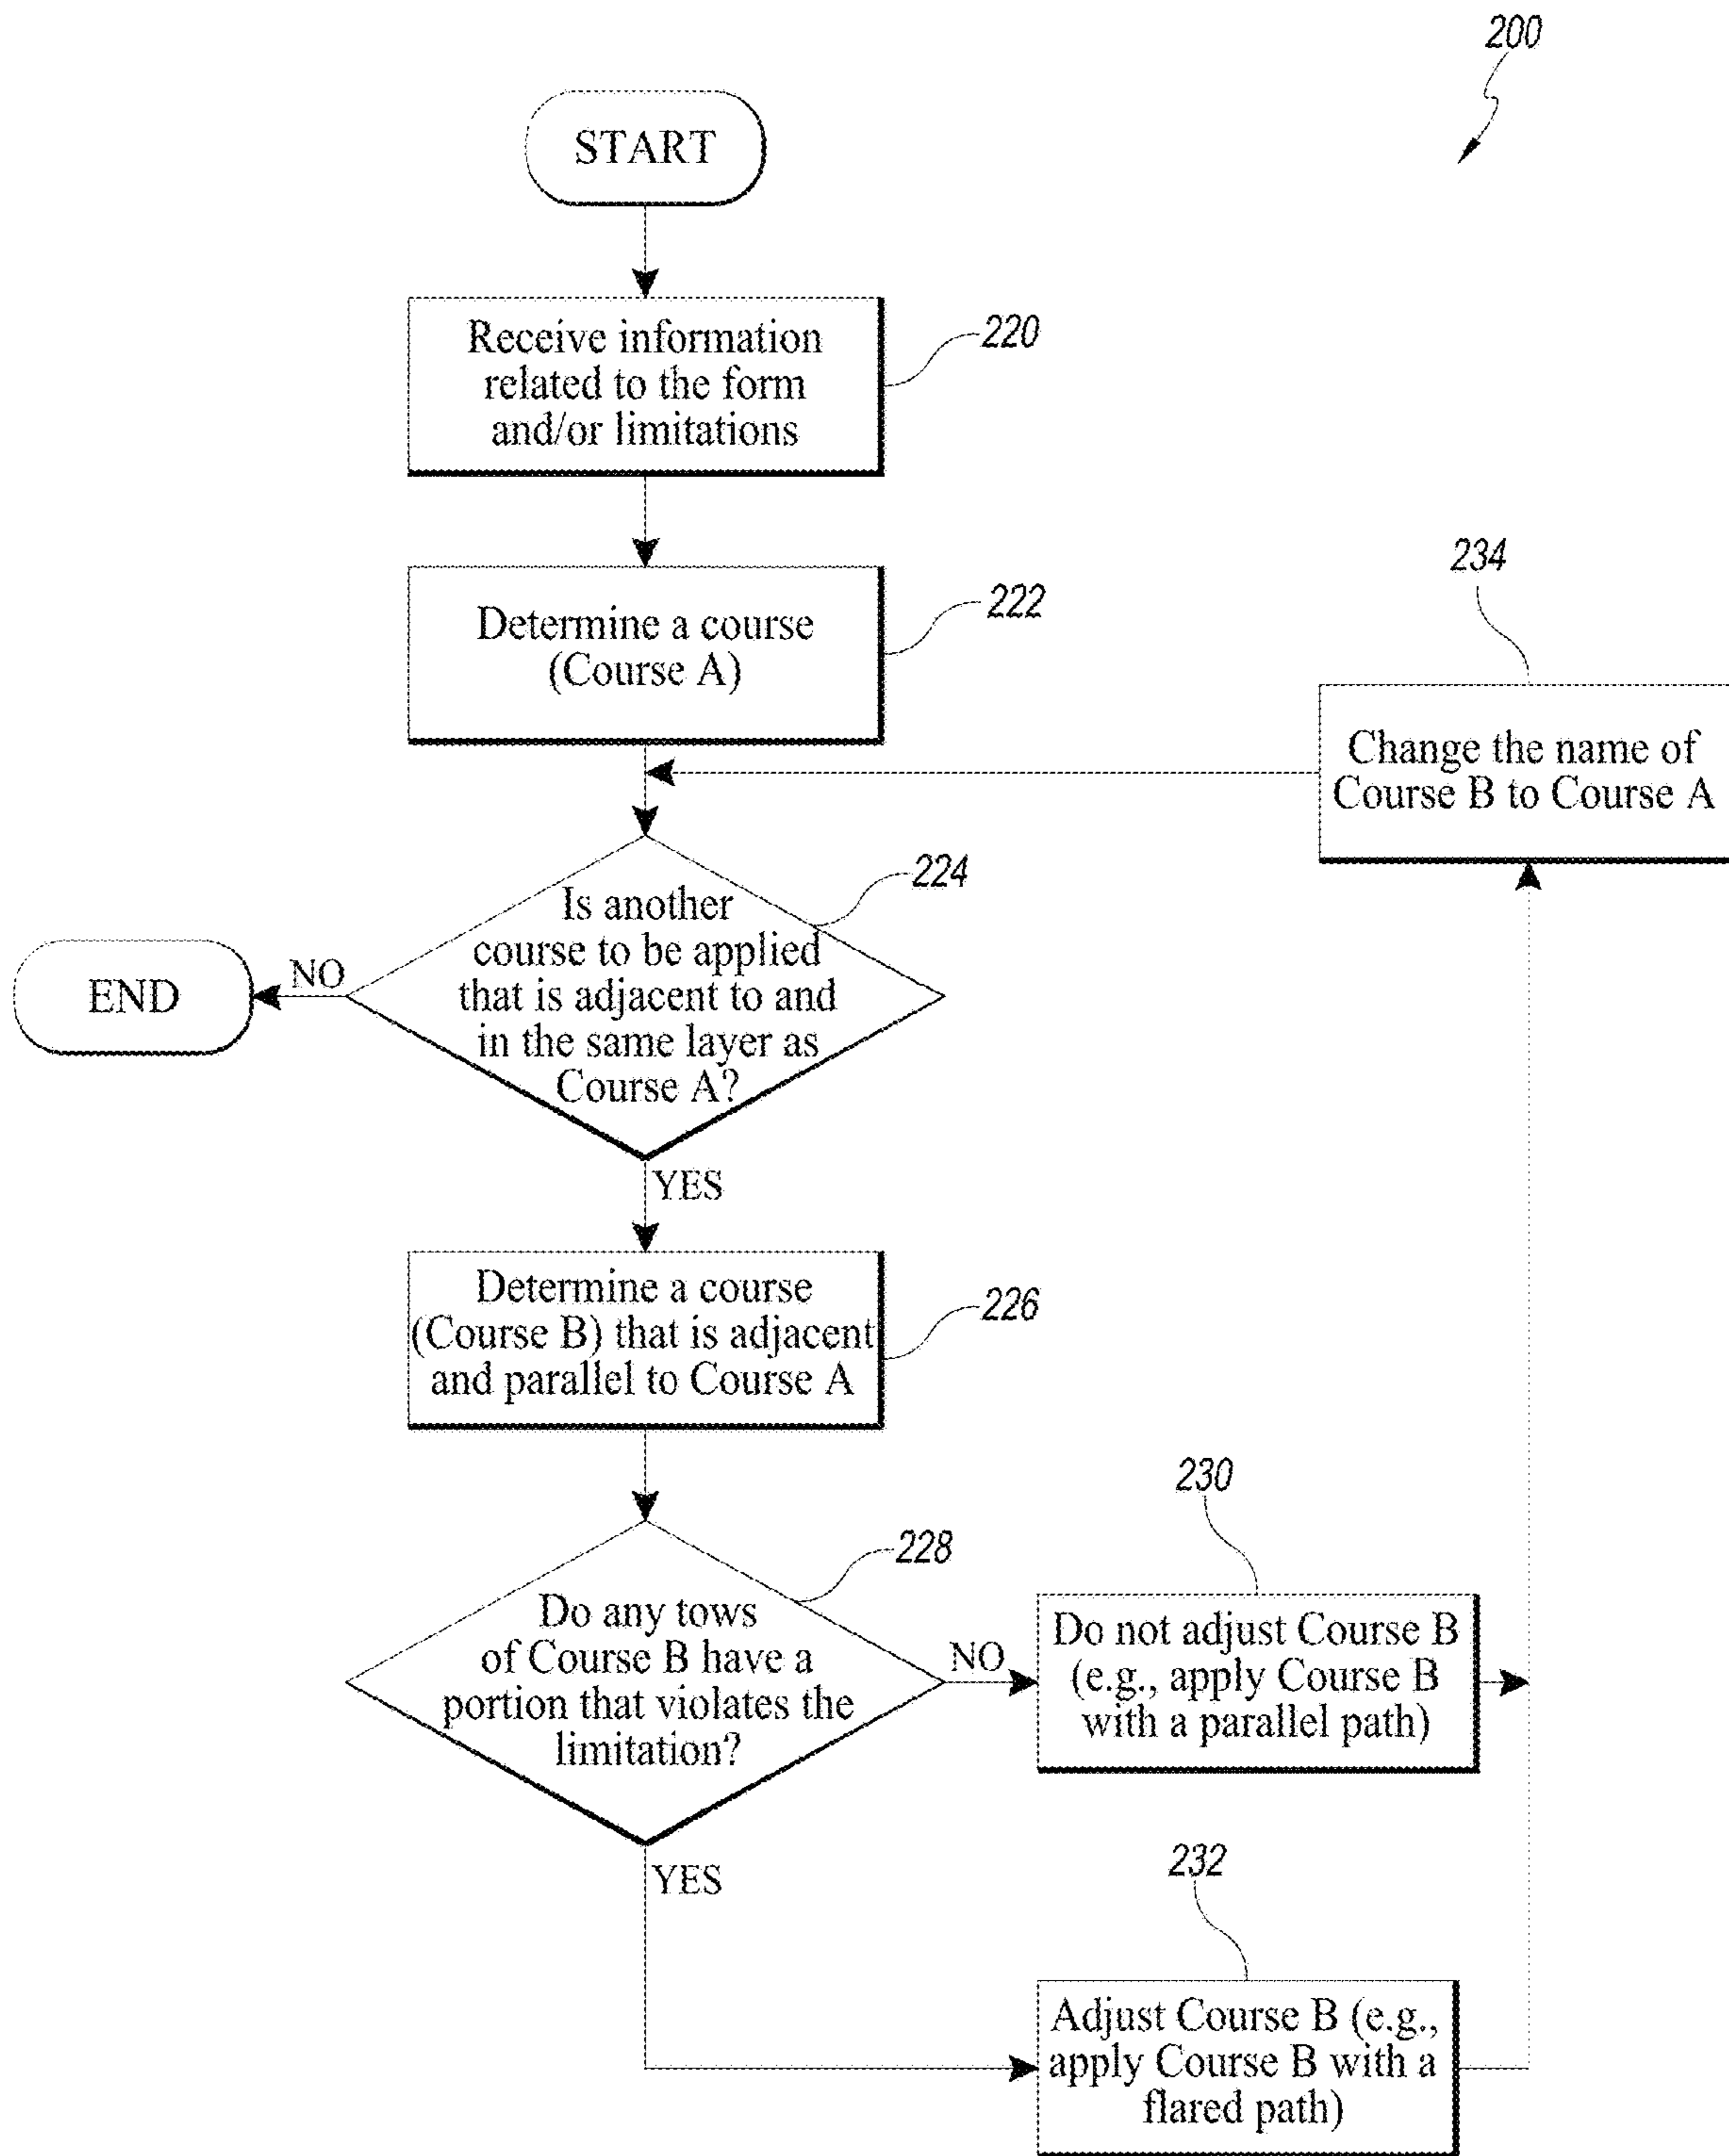 200
START
Receive information
related to the form
and/or limitations
220
Determine a course
(Course A)
222
234
Change the name of
Course B to Course A
224
Is another
course to be applied
that is adjacent to and
in the same layer as
Course A?
NO
END
YES
Determine a course
(Course B) that is adjacent
and parallel to Course A
226
228
Do any tows
of Course B have a
portion that violates the
limitation?
NO
230
Do not adjust Course B
(e.g., apply Course B
with a parallel path)
YES
232
Adjust Course B (e.g.,
apply Course B with a
flared path)